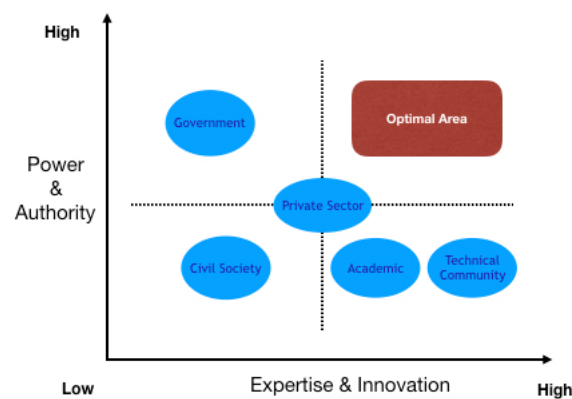 High
Government
Optimal Area
Power
&
Authority
Private Sector
Civil Society
Academic
Technical
Community
Low
Expertise & Innovation
High